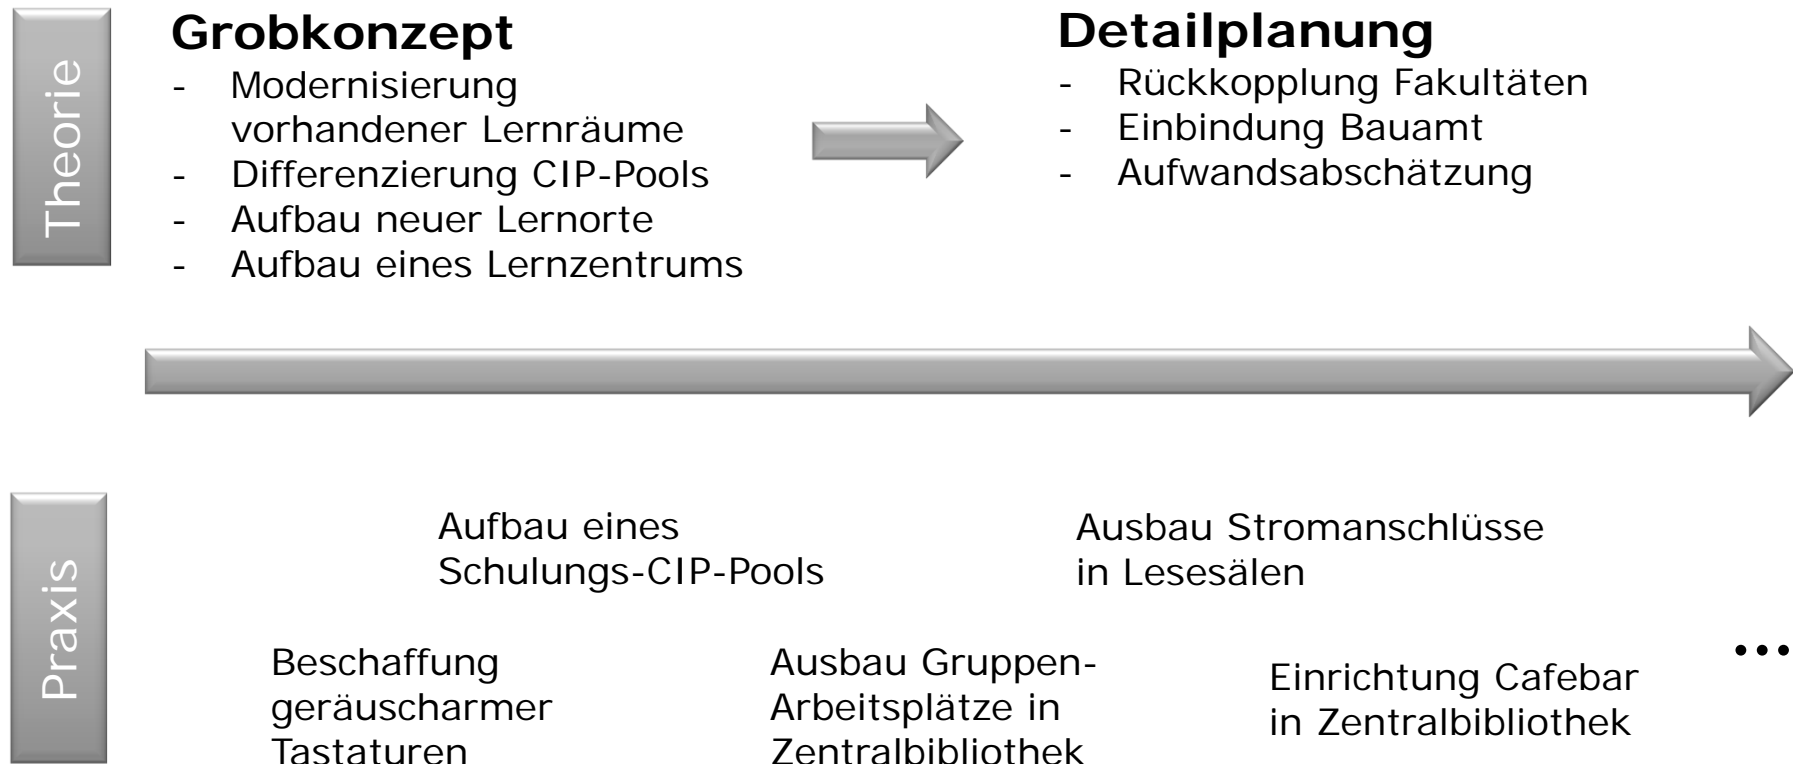 Theorie
Grobkonzept
- Modernisierung
vorhandener Lernräume
- Differenzierung CIP-Pools
- Aufbau neuer Lernorte
- Aufbau eines Lernzentrums
Detailplanung
- Rückkopplung Fakultäten
- Einbindung Bauamt
- Aufwandsabschätzung
Praxis
Aufbau eines
Schulungs-CIP-Pools
Ausbau Stromanschlüsse
in Lesesälen
Beschaffung
geräuscharmer
Tastaturen
Ausbau Gruppen-
Arbeitsplätze in
Zentralbibliothek
Einrichtung Cafebar
in Zentralbibliothek
...